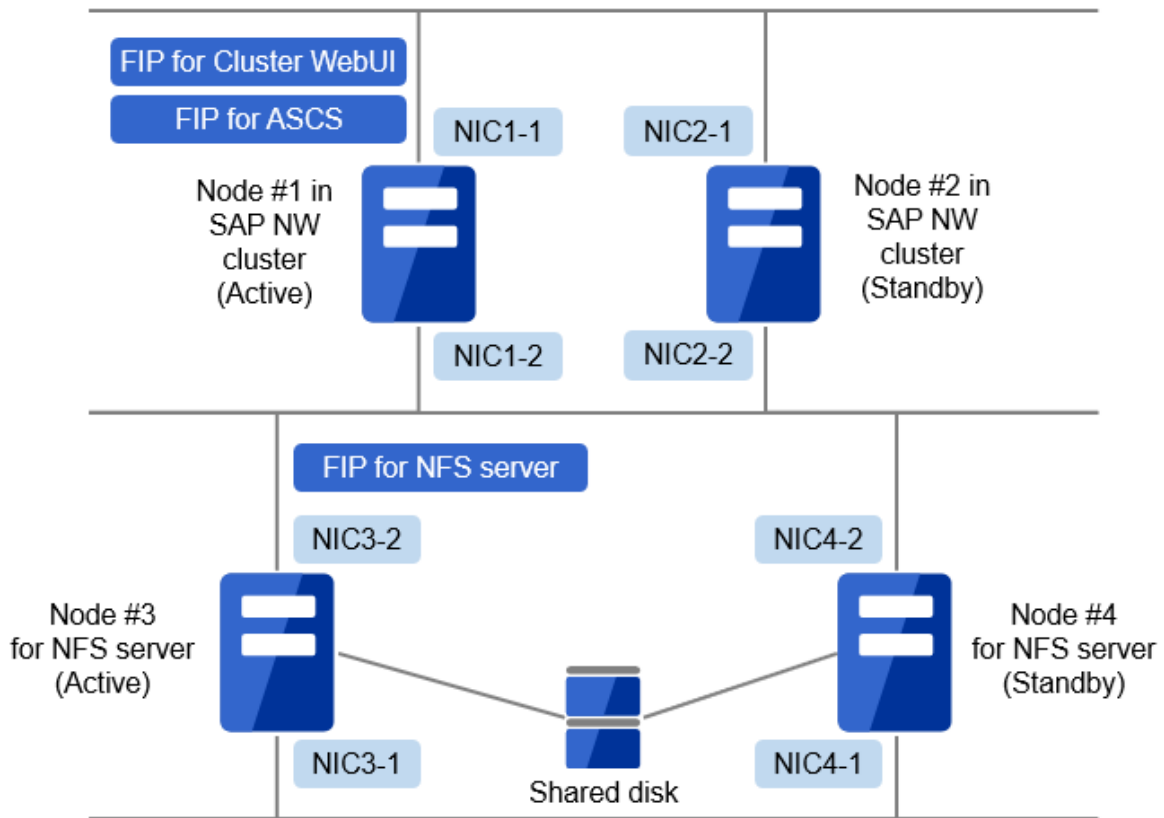 FIP for Cluster WebUI
FIP for ASCS
NIC1-1
NIC2-1
Node #1 in
SAP NW
cluster
(Active)
Node #2 in
SAP NW
cluster
(Standby)
NIC1-2
NIC2-2
FIP for NFS server
NIC3-2
NIC4-2
Node #3
for NFS server
(Active)
Node #4
for NFS server
(Standby)
NIC3-1
NIC4-1
Shared disk